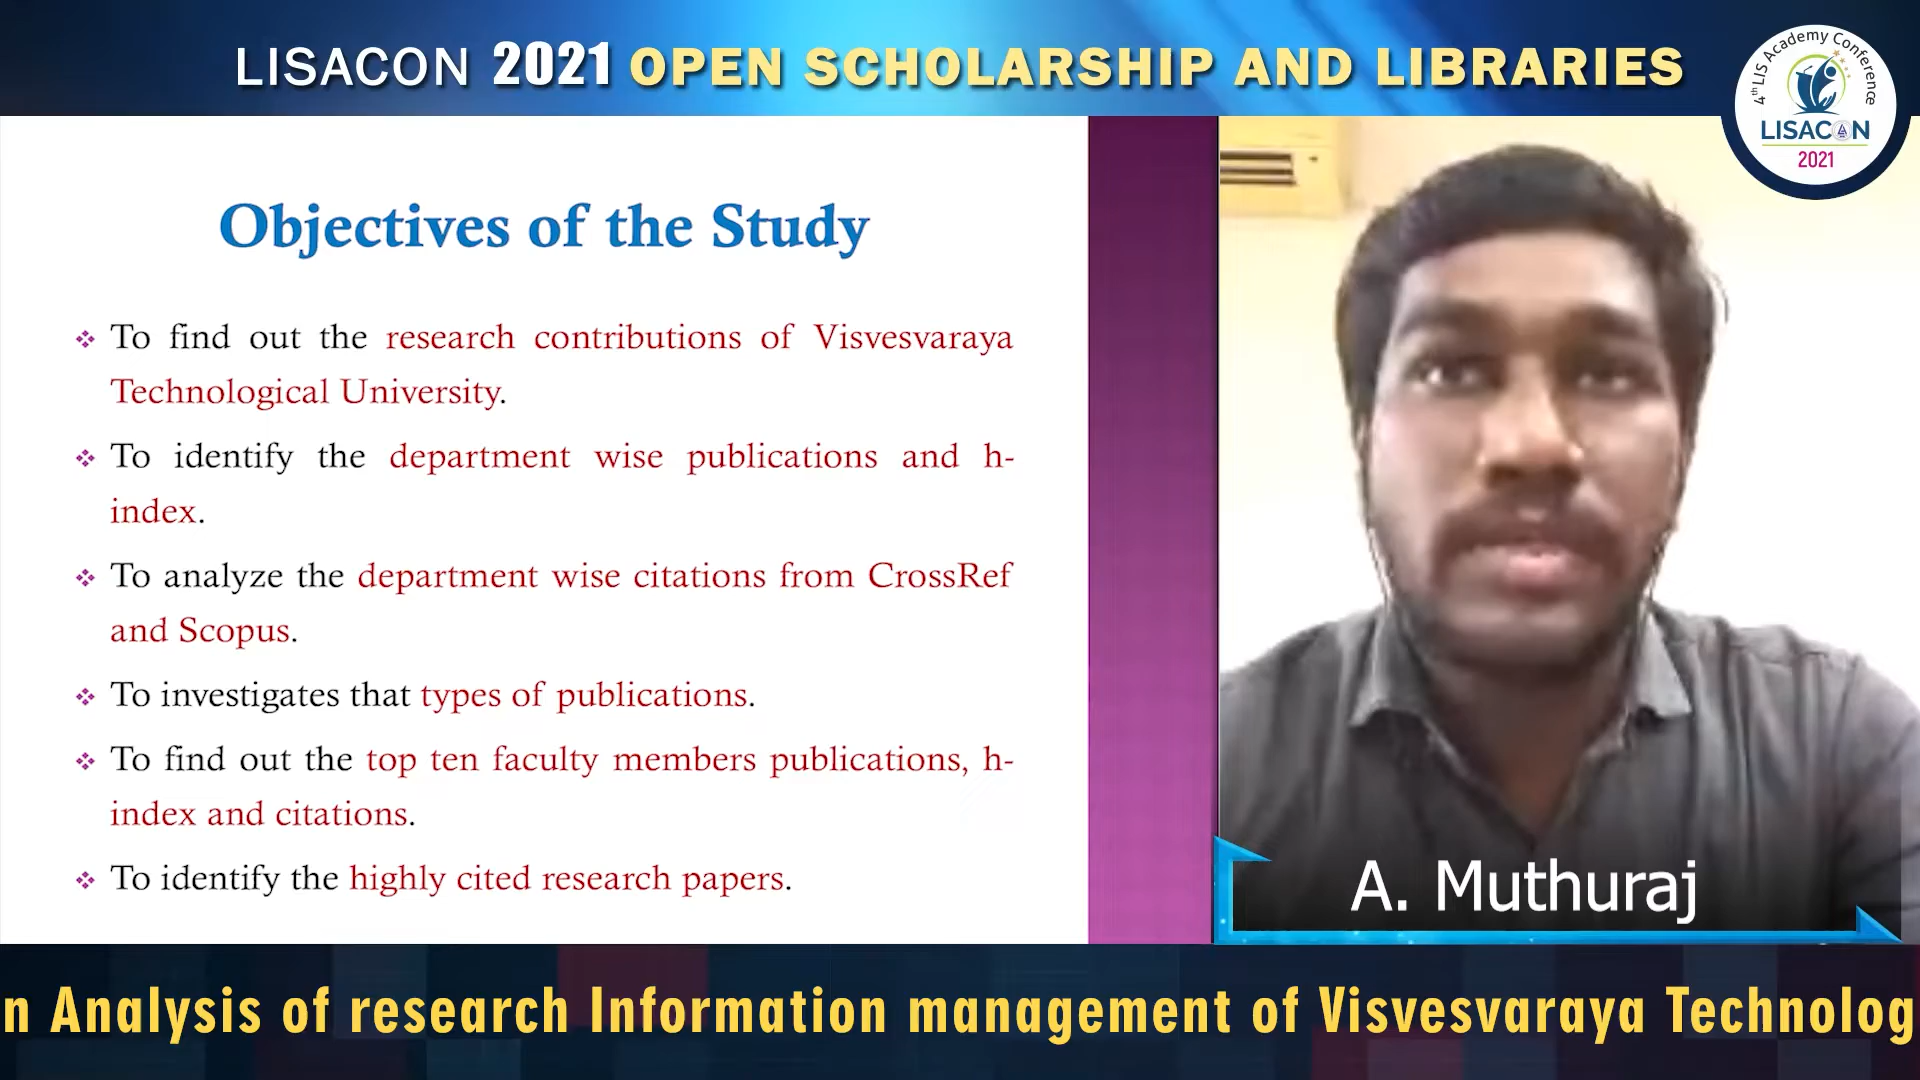 LISACON 2021 OPEN SCHOLARSHIP AND LIBRARIES
4th LIS Academy Conference
LISACON
2021
Objectives of the Study
To find out the research contributions of Visvesvaraya
Technological University.
To identify the department wise publications and h-
index.
To analyze the department wise citations from CrossRef
and Scopus.
To investigates that types of publications.
To find out the top ten faculty members publications, h-
index and citations.
To identify the highly cited research papers.
A. Muthuraj
n Analysis of research Information management of Visvesvaraya Technolog